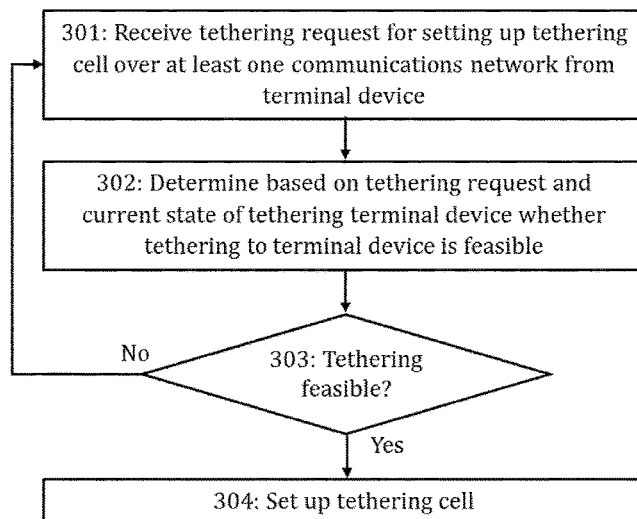 301: Receive tethering request for setting up tethering
cell over at least one communications network from
terminal device
302: Determine based on tethering request and
current state of tethering terminal device whether
tethering to terminal device is feasible
No
303: Tethering
feasible?
Yes
304: Set up tethering cell